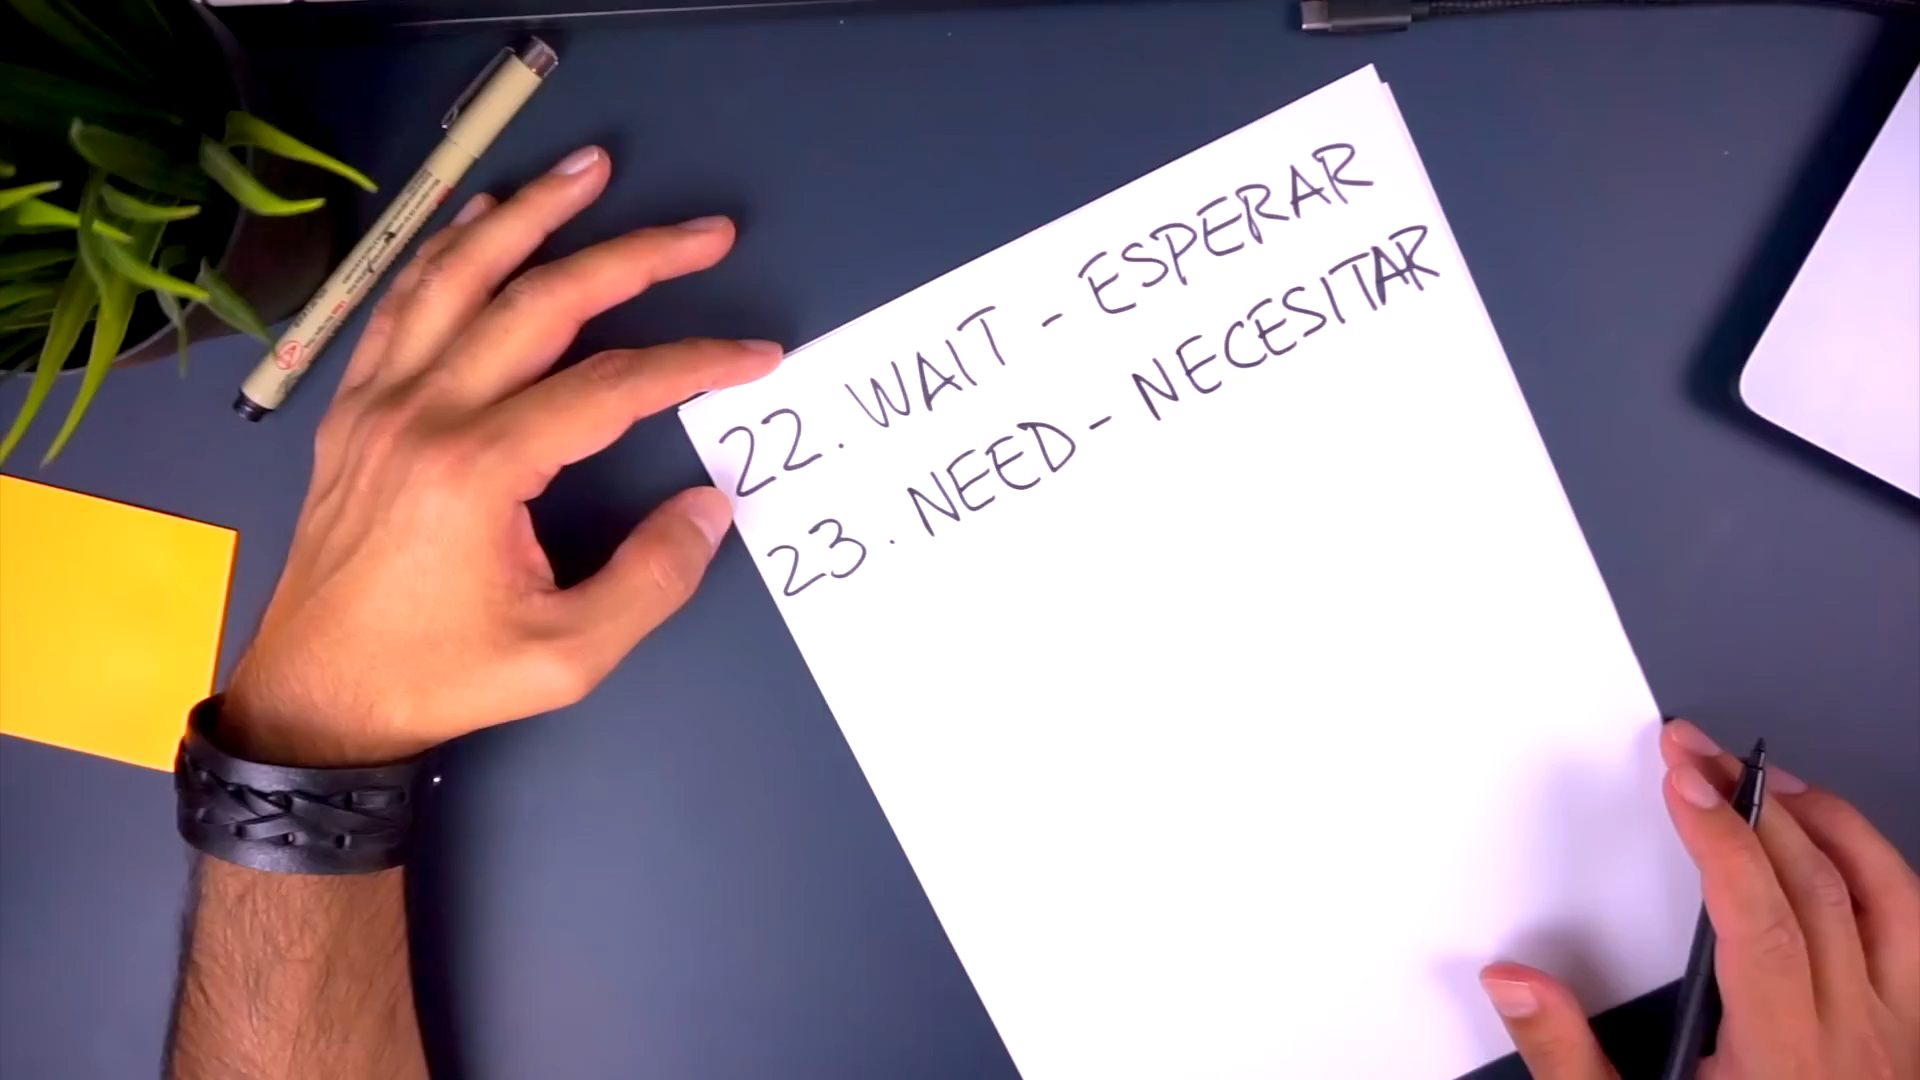 22. WAIT - ESPERAR
23. NEED - NECESITAR